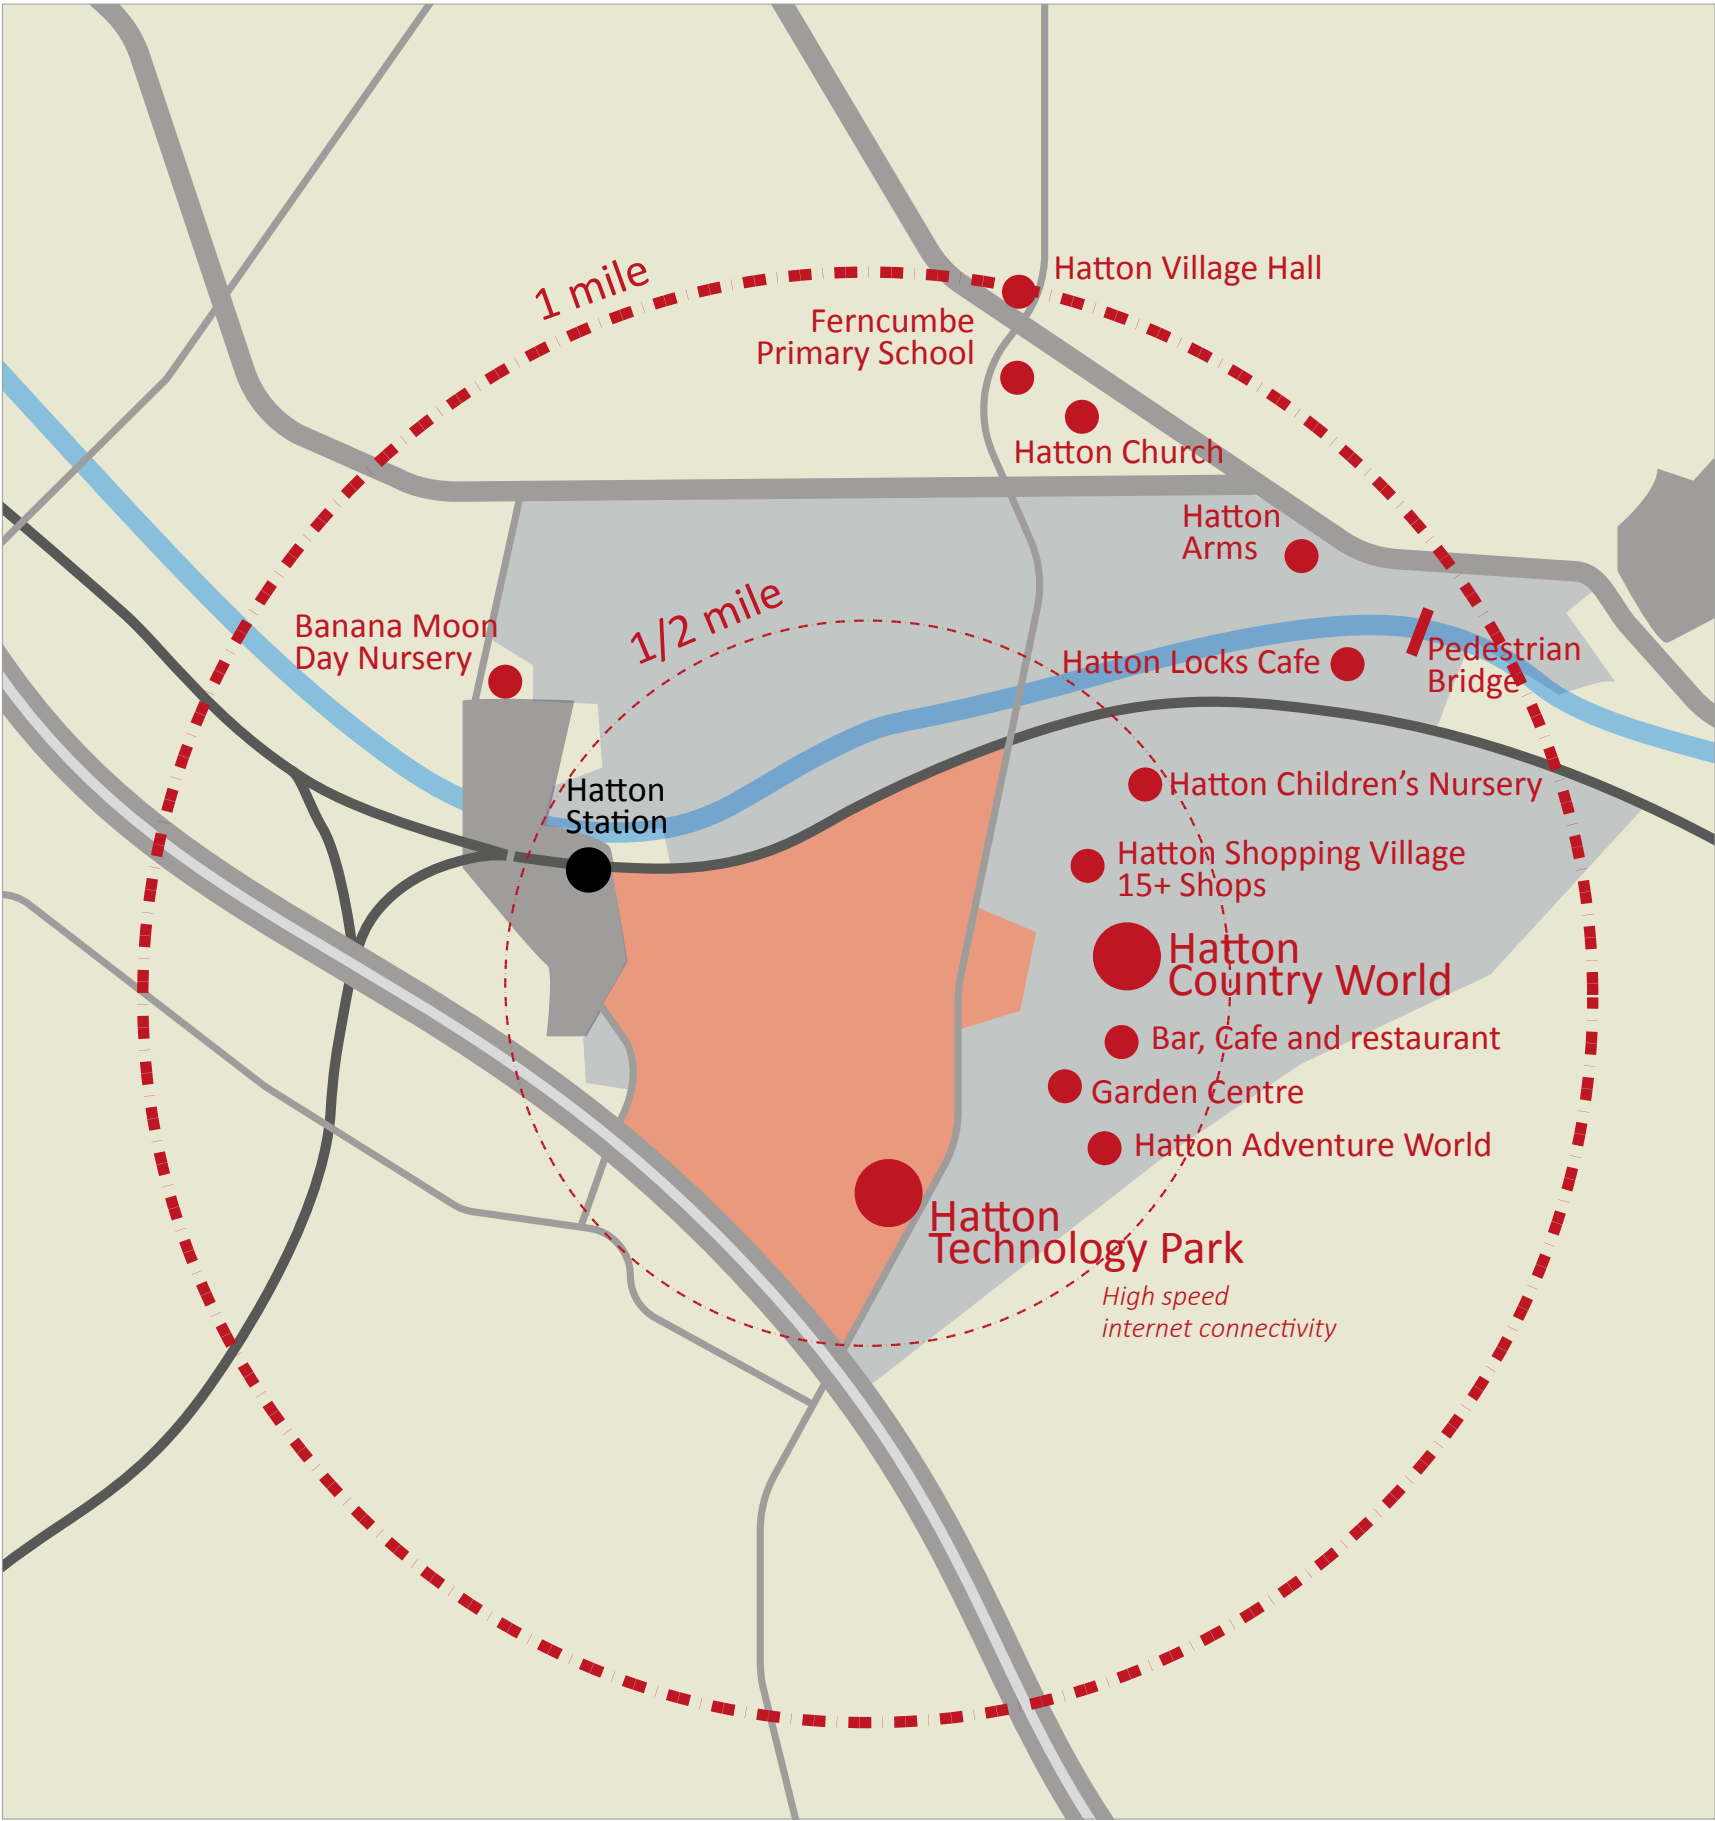 Hatton Village Hall
1 mile
Ferncumbe
Primary School
Hatton Church
Hatton
Arms
1/2 mile
Banana Moon
Day Nursery
Hatton Locks Cafe
Pedestrian
Bridge
Hatton
Station
Hatton Children’s Nursery
Hatton Shopping Village
15+ Shops
Hatton
Country World
Bar, Cafe and restaurant
Garden Centre
Hatton Adventure World
Hatton
Technology Park
High speed
internet connectivity